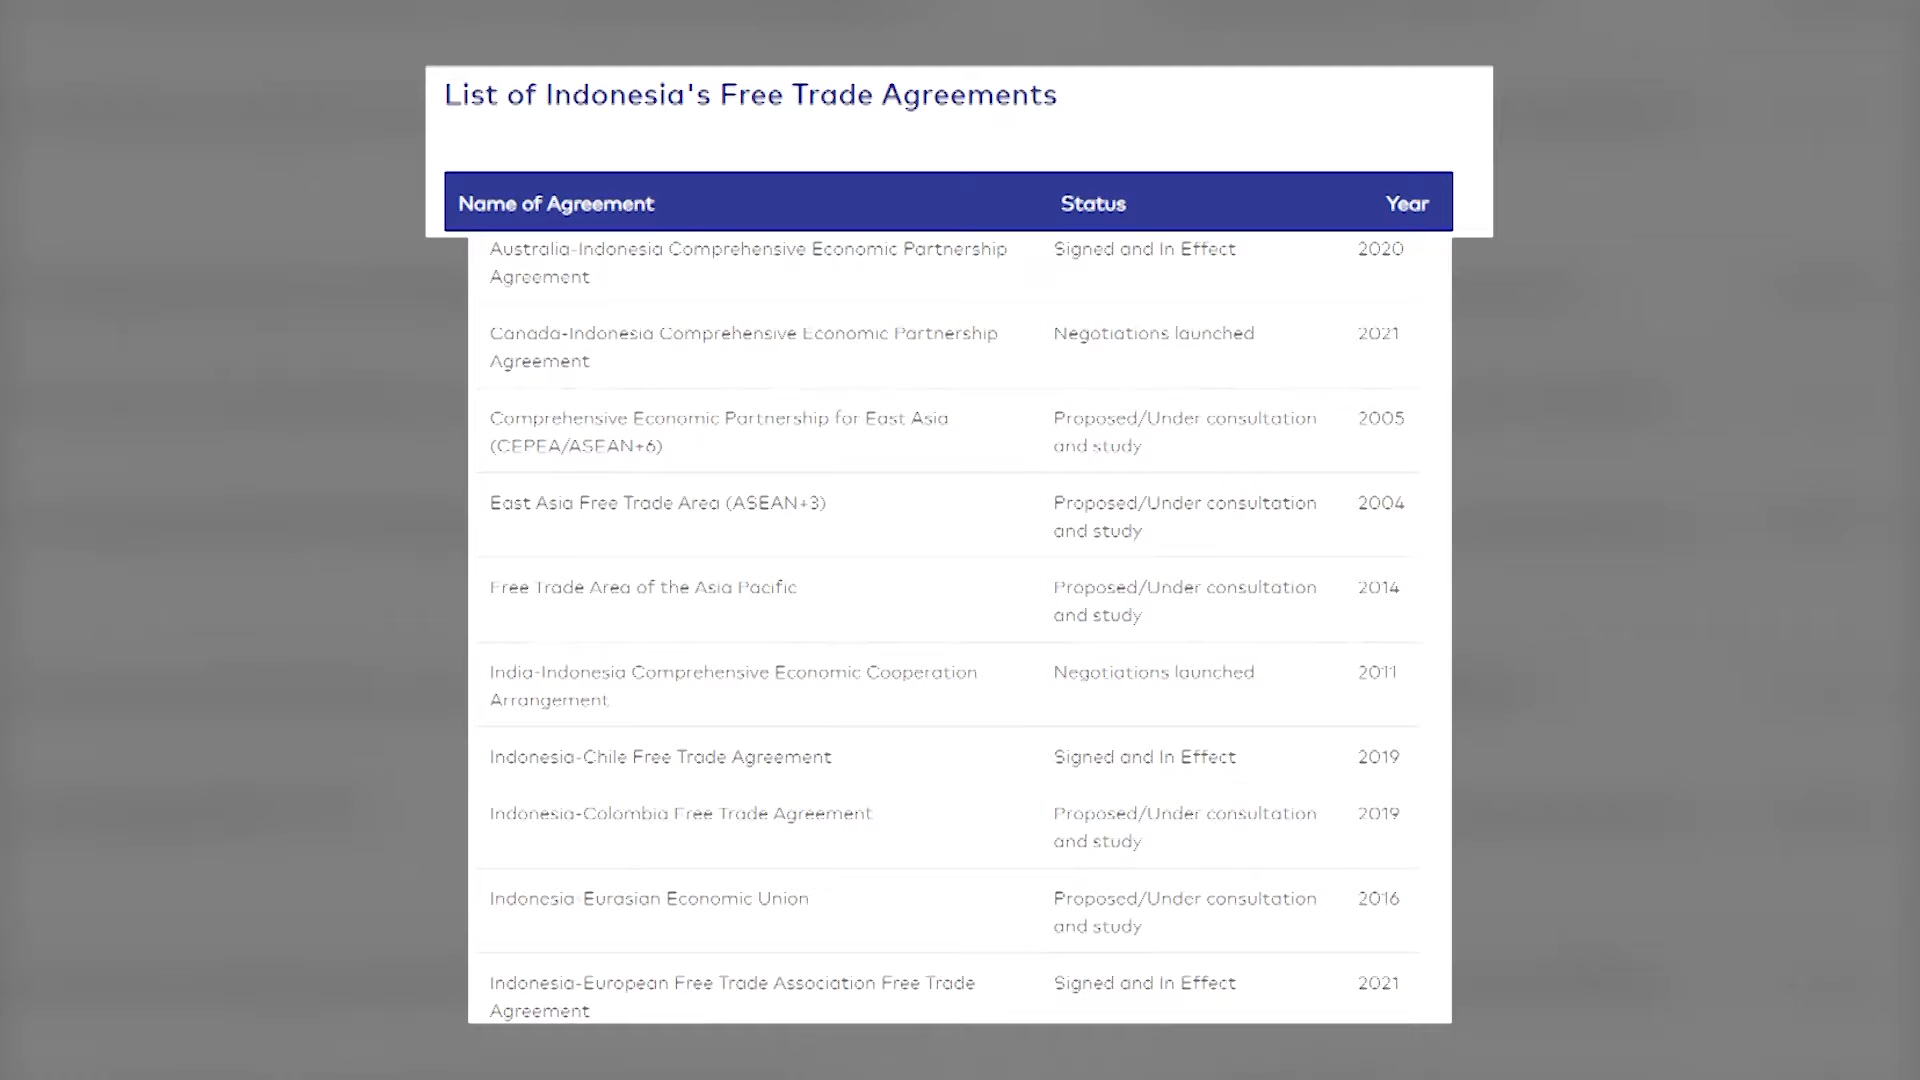 List of Indonesia's Free Trade Agreements
Name of Agreement Status Year
Australia-Indonesia Comprehensive Economic Partnership Signed and In Effect 2020
Agreement
Canada-Indonesia Comprehensive Economic Partnership Negotiations launched 2021
Agreement
Comprehensive Economic Partnership for East Asia Proposed/Under consultation 2005
(CEPEA/ASEAN+6) and study
East Asia Free Trade Area (ASEAN+3) Proposed/Under consultation 2004
and study
Free Trade Area of the Asia Pacific Proposed/Under consultation 2014
and study
India-Indonesia Comprehensive Economic Cooperation Negotiations launched 2011
Arrangement
Indonesia-Chile Free Trade Agreement Signed and In Effect 2019
Indonesia-Colombia Free Trade Agreement Proposed/Under consultation 2019
and study
Indonesia-Eurasian Economic Union Proposed/Under consultation 2016
and study
Indonesia-European Free Trade Association Free Trade Signed and In Effect 2021
Agreement